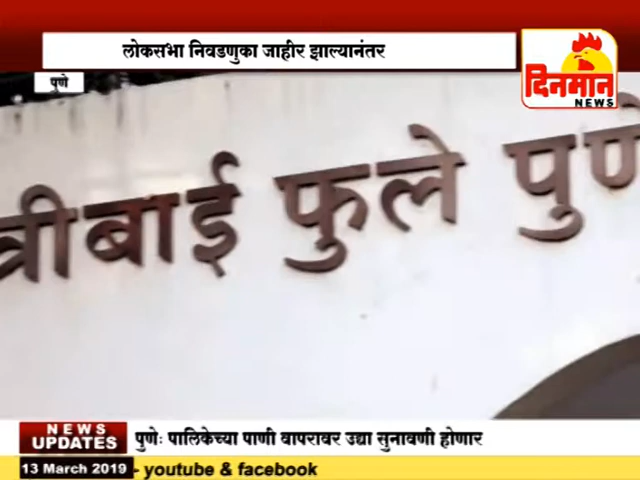 लोकसभा निवडणुका जाहीर झाल्यानंतर
दिनमान
NEWS
पुणे
त्रीबाई फुले पुणे
NEWS
UPDATES
पुणेः पालिकेच्या पाणी वापरावर उद्या सुनावणी होणार
13 March 2019 - youtube & facebook